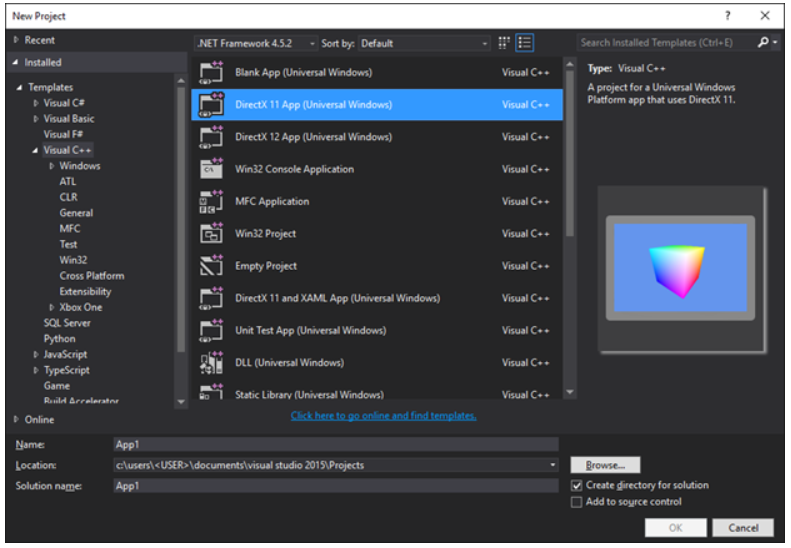 New Project
Recent
.NET Framework 4.5.2
Sort by: Default
Search Installed Templates (Ctrl+E)
Installed
Templates
Visual C#
Visual Basic
Visual F#
Visual C++
Windows
ATL
CLR
General
MFC
Test
Win32
Cross Platform
Extensibility
Xbox One
SQL Server
Python
JavaScript
TypeScript
Game
Build Accelerator
Online
Blank App (Universal Windows) Visual C++
DirectX 11 App (Universal Windows) Visual C++
DirectX 12 App (Universal Windows) Visual C++
Win32 Console Application Visual C++
MFC Application Visual C++
Win32 Project Visual C++
Empty Project Visual C++
DirectX 11 and XAML App (Universal Windows) Visual C++
Unit Test App (Universal Windows) Visual C++
DLL (Universal Windows) Visual C++
Static Library (Universal Windows) Visual C++
Click here to go online and find templates.
Type: Visual C++
A project for a Universal Windows
Platform app that uses DirectX 11.
Name: App1
Location: c:\users\<USER>\documents\visual studio 2015\Projects
Browse...
Solution name: App1
Create directory for solution
Add to source control
OK Cancel